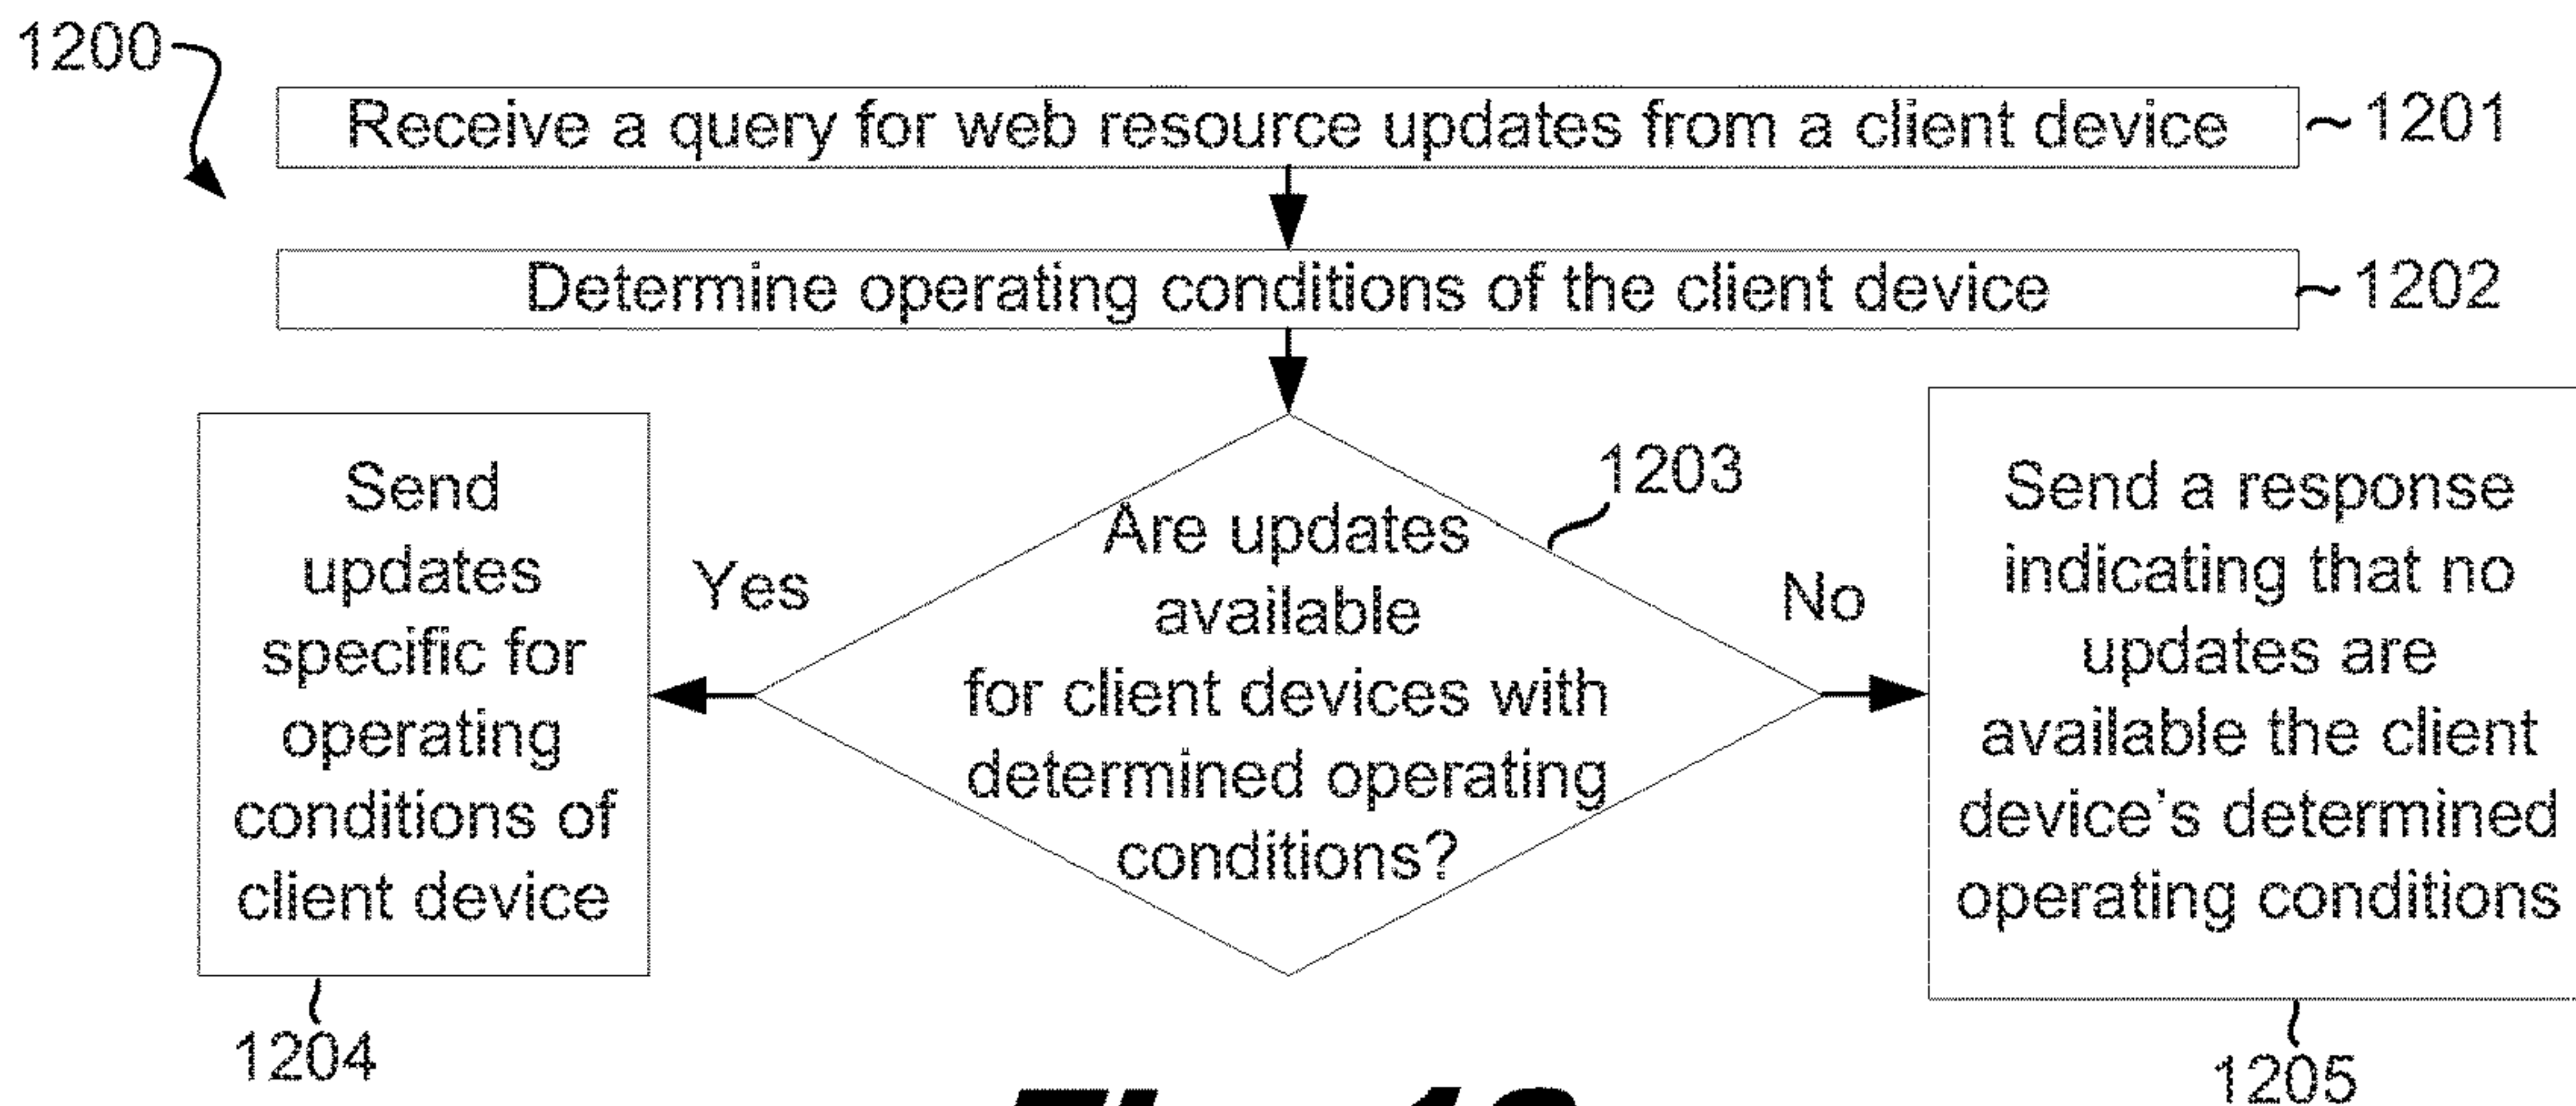 1200
Receive a query for web resource updates from a client device
1201
Determine operating conditions of the client device
1202
Send
updates
specific for
operating
conditions of
client device
1204
Yes
Are updates
available
for client devices with
determined operating
conditions?
1203
No
Send a response
indicating that no
updates are
available the client
device's determined
operating conditions
1205